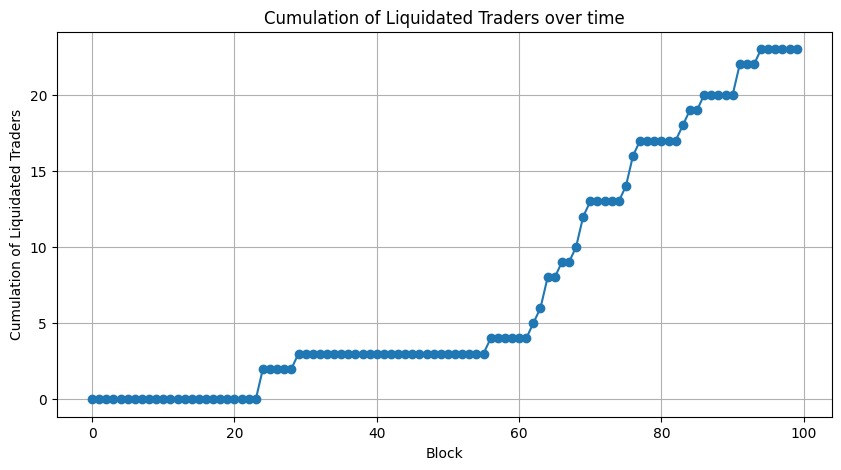 Cumulation of Liquidated Traders over time
Cumulation of Liquidated Traders
20
15
10
5
0
0 20 40 60 80 100
Block